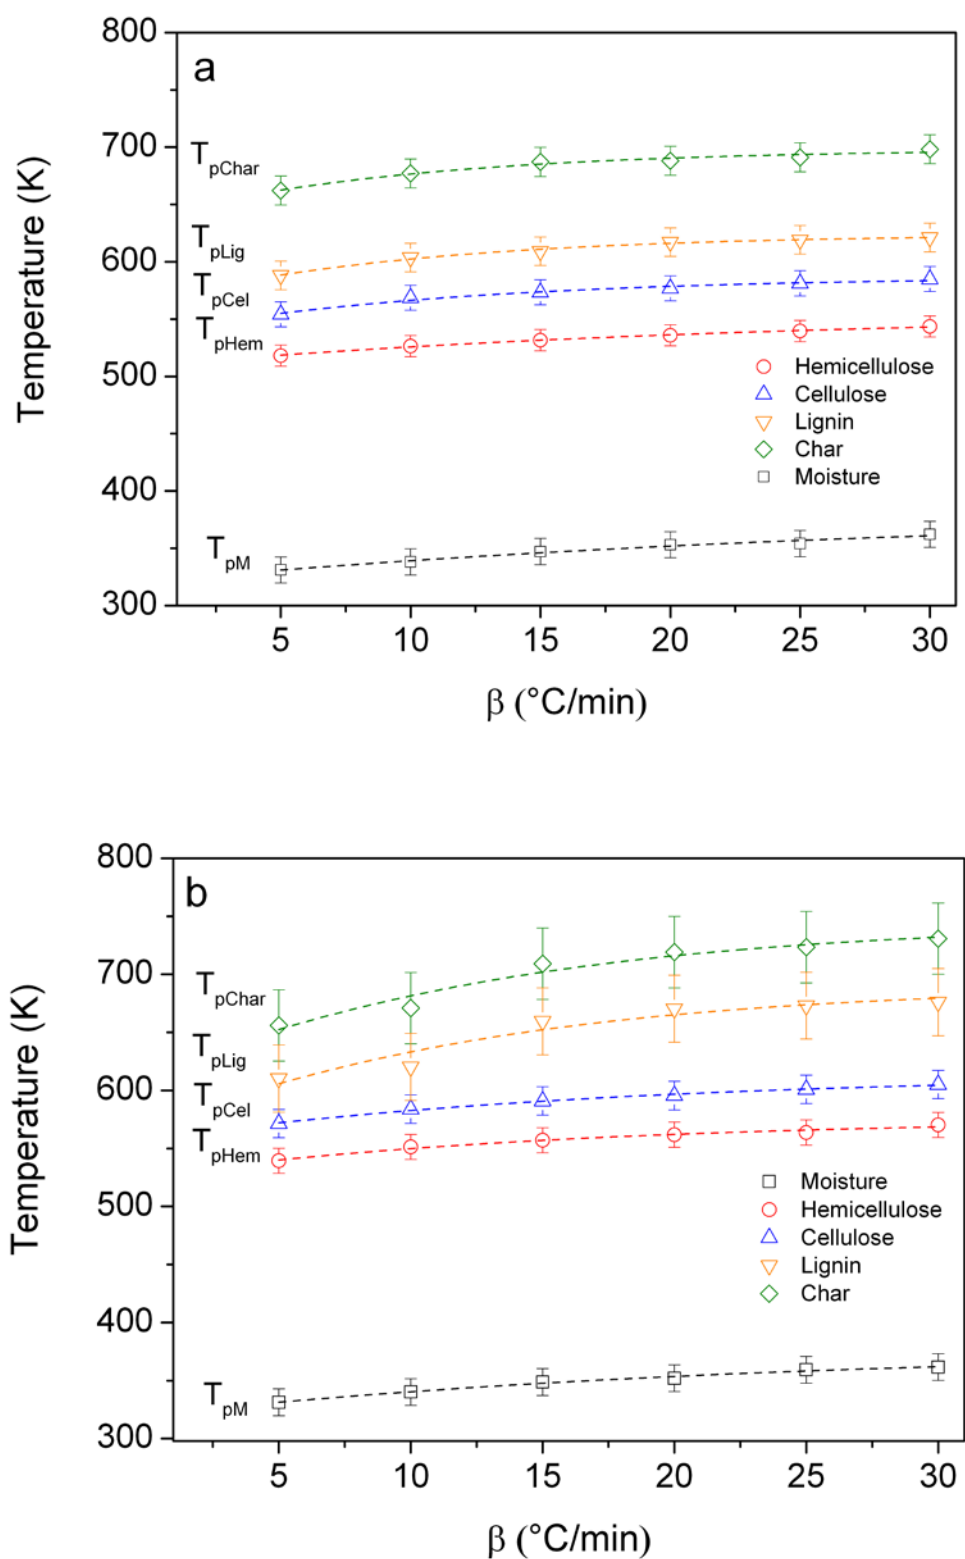 800
a
700
T_pChar
T_pLig
600
T_pCel
T_pHem
500
Hemicellulose
Cellulose
Lignin
Char
Moisture
400
T_pM
300
Temperature (K)
5 10 15 20 25 30
β (°C/min)
800
b
700
T_pChar
T_pLig
600
T_pCel
T_pHem
500
Moisture
Hemicellulose
Cellulose
Lignin
Char
400
T_pM
300
Temperature (K)
5 10 15 20 25 30
β (°C/min)